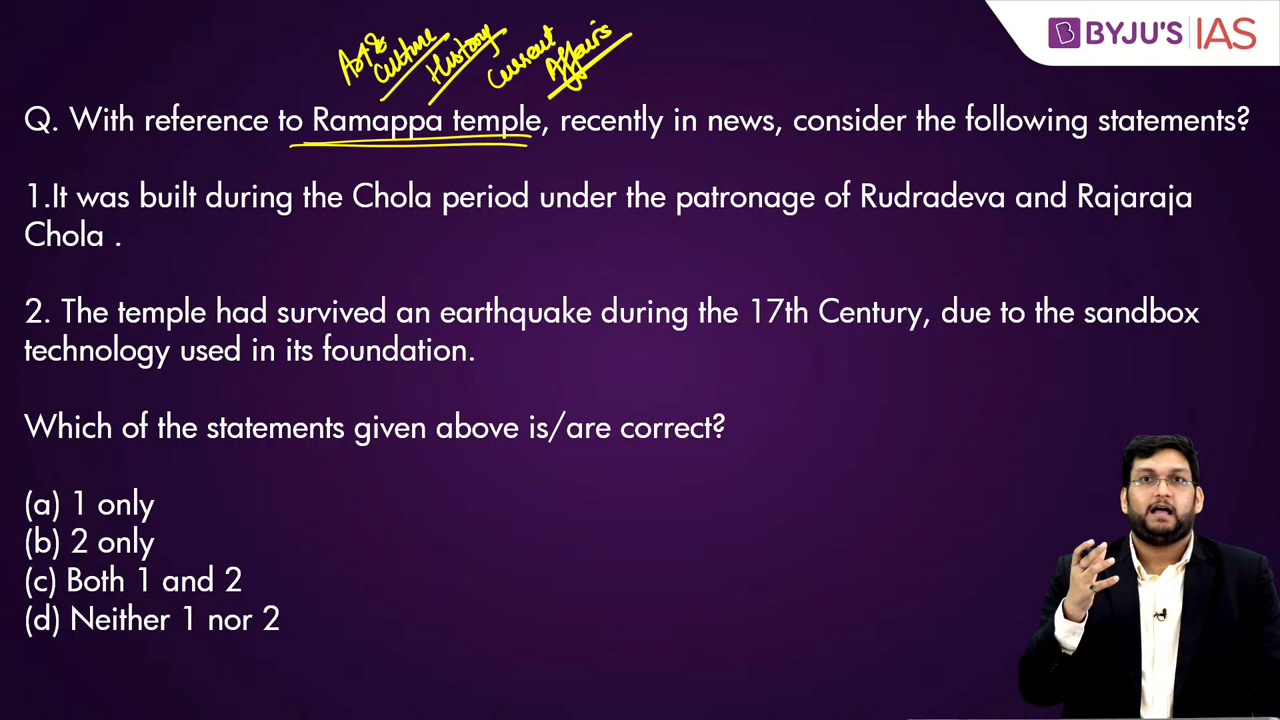 BYJU'S IAS
Art &
Culture
History
Current
Affairs
Q. With reference to Ramappa temple, recently in news, consider the following statements?
1.It was built during the Chola period under the patronage of Rudradeva and Rajaraja
Chola .
2. The temple had survived an earthquake during the 17th Century, due to the sandbox
technology used in its foundation.
Which of the statements given above is/are correct?
(a) 1 only
(b) 2 only
(c) Both 1 and 2
(d) Neither 1 nor 2